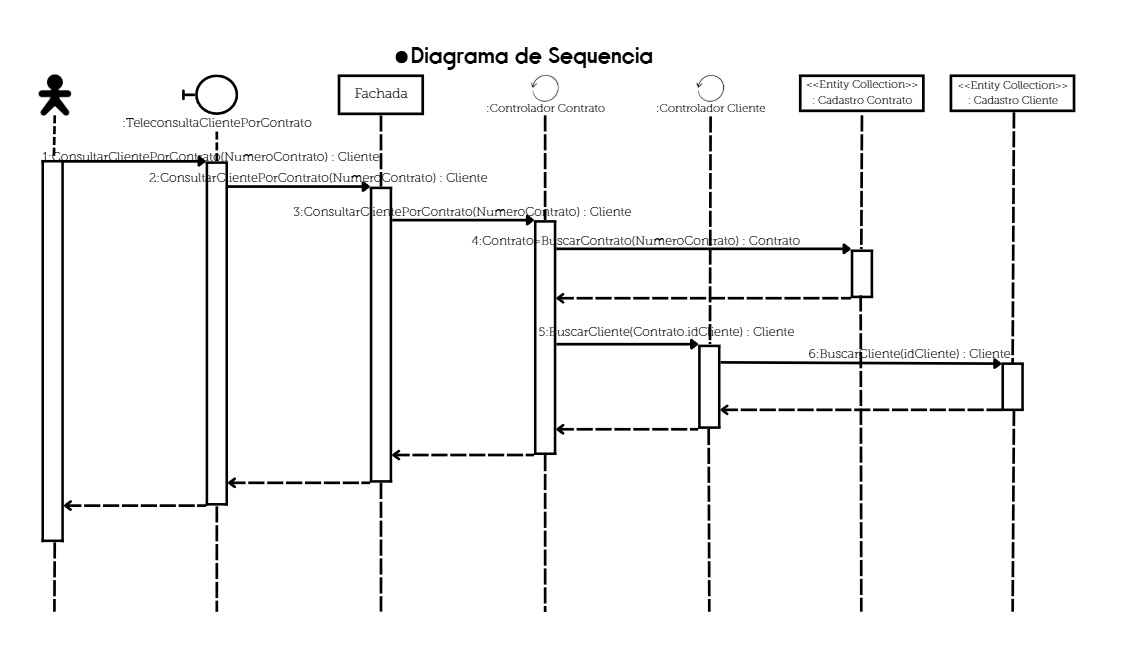 Diagrama de Sequencia
:TeleconsultaClientePorContrato
Fachada
:Controlador Contrato
:Controlador Cliente
<<Entity Collection>>
: Cadastro Contrato
<<Entity Collection>>
: Cadastro Cliente
1:ConsultarClientePorContrato(NumeroContrato) : Cliente
2:ConsultarClientePorContrato(NumeroContrato) : Cliente
3:ConsultarClientePorContrato(NumeroContrato) : Cliente
4:Contrato=BuscarContrato(NumeroContrato) : Contrato
5:BuscarCliente(Contrato.idCliente) : Cliente
6:BuscarCliente(idCliente) : Cliente